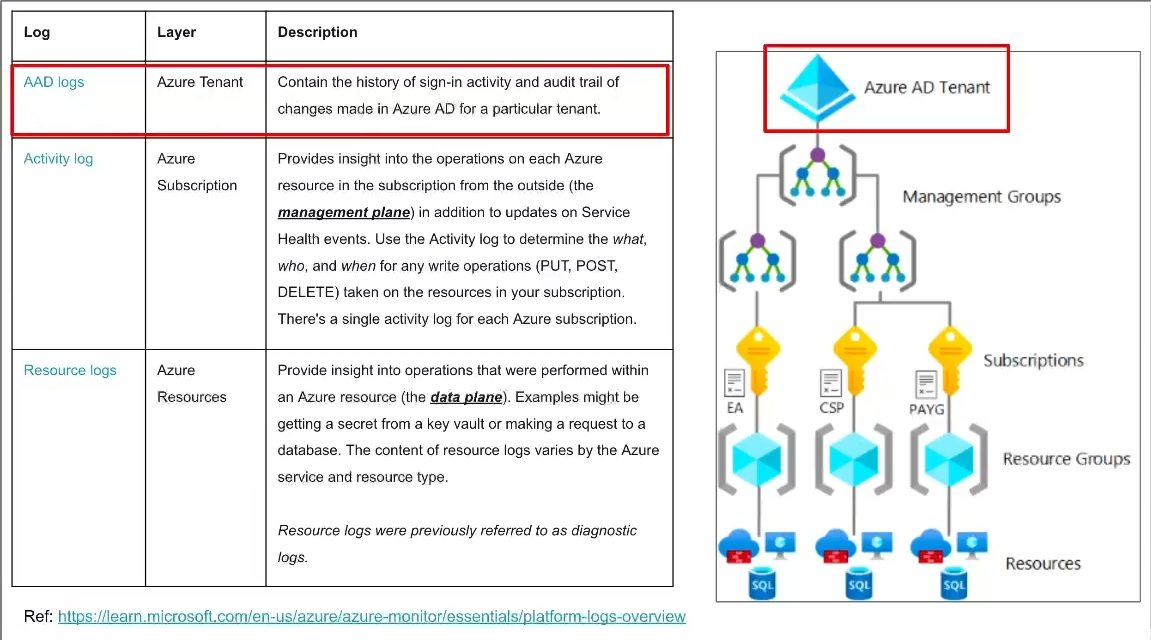 Log Layer Description
AAD logs Azure Tenant Contain the history of sign-in activity and audit trail of
changes made in Azure AD for a particular tenant.
Activity log Azure Provides insight into the operations on each Azure
Subscription resource in the subscription from the outside (the
management plane) in addition to updates on Service
Health events. Use the Activity log to determine the what,
who, and when for any write operations (PUT, POST,
DELETE) taken on the resources in your subscription.
There's a single activity log for each Azure subscription.
Resource logs Azure Provide insight into operations that were performed within
Resources an Azure resource (the data plane). Examples might be
getting a secret from a key vault or making a request to a
database. The content of resource logs varies by the Azure
service and resource type.
Resource logs were previously referred to as diagnostic
logs.
Ref: https://learn.microsoft.com/en-us/azure/azure-monitor/essentials/platform-logs-overview
Azure AD Tenant
Management Groups
Subscriptions
EA CSP PAYG
Resource Groups
Resources
SQL SQL SQL